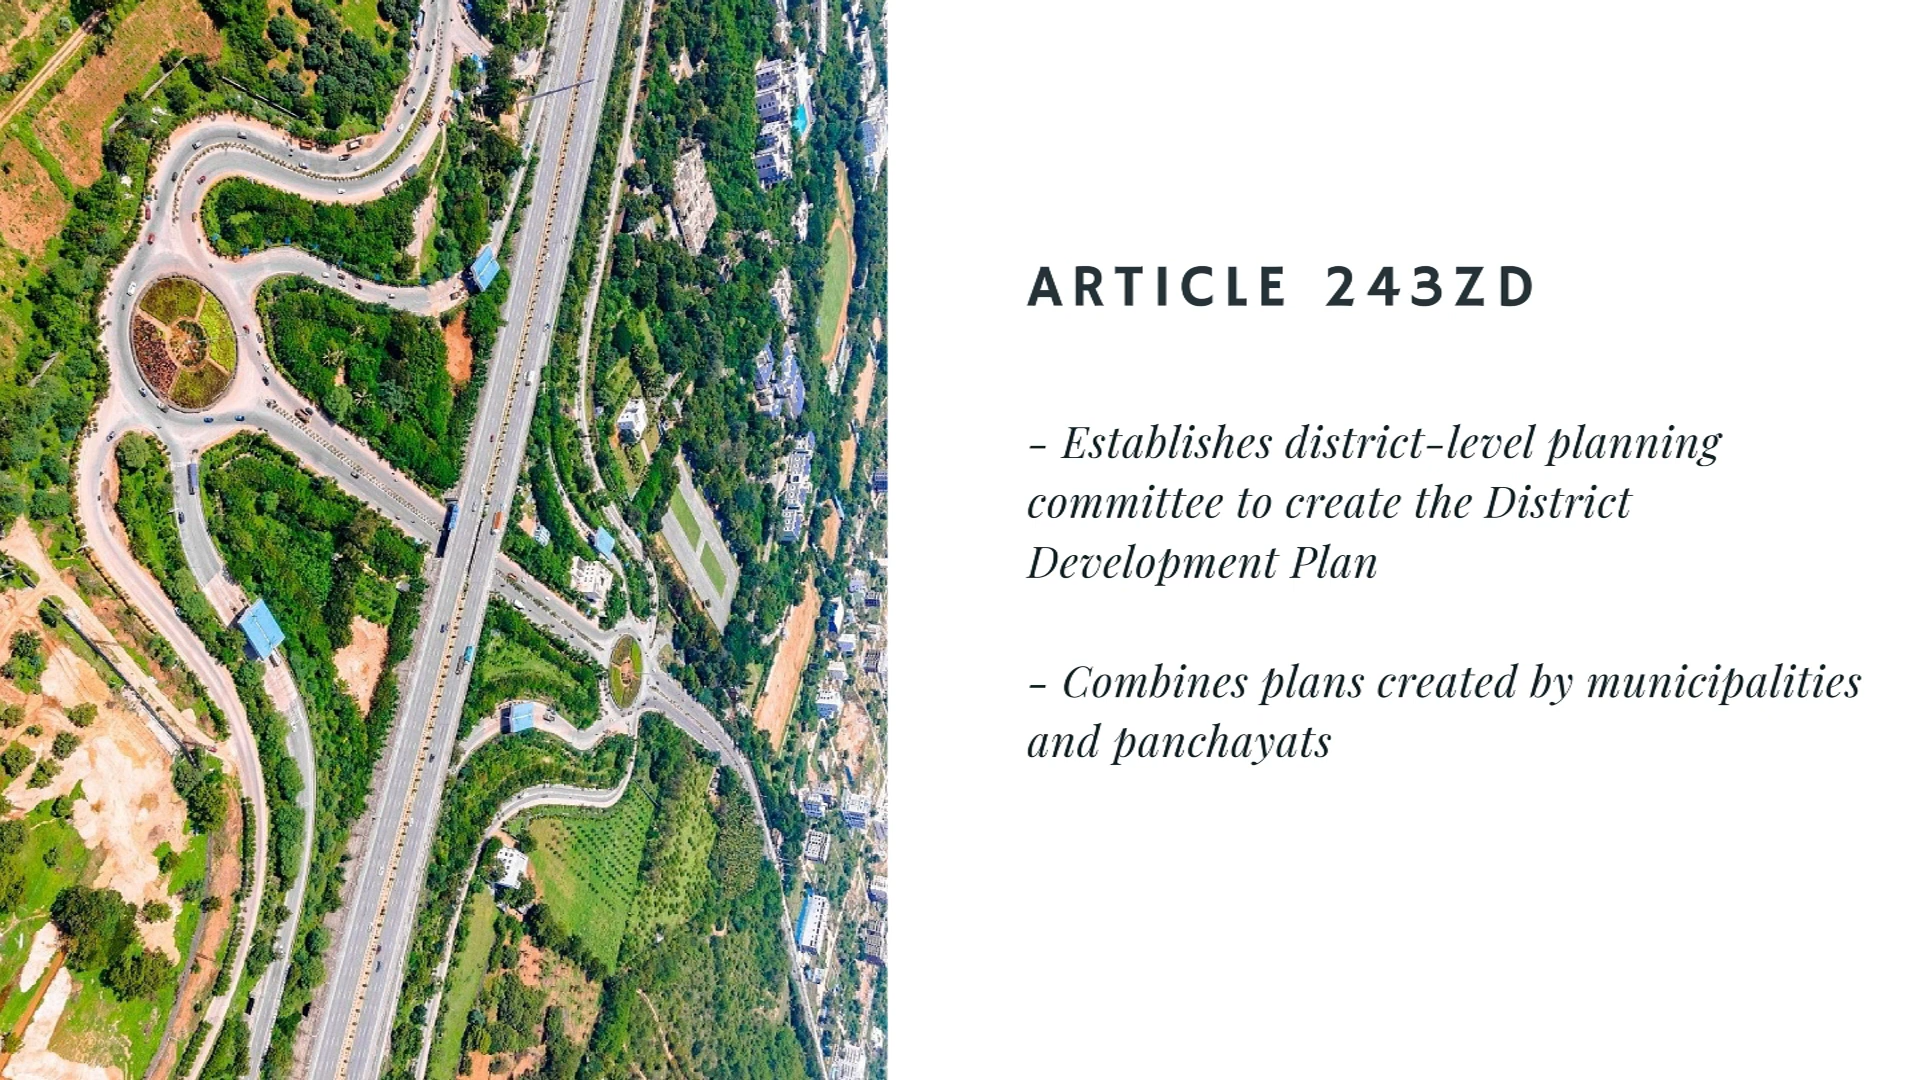 ARTICLE 243ZD
- Establishes district-level planning
committee to create the District
Development Plan
- Combines plans created by municipalities
and panchayats